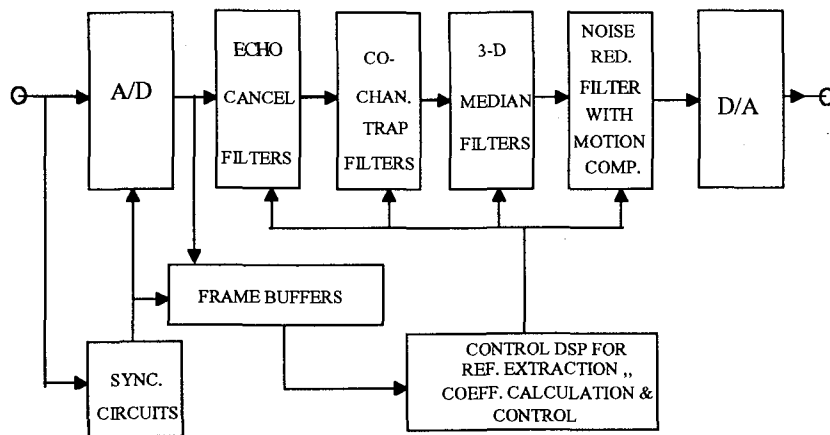 A/D
ECHO
CANCEL
FILTERS
CO-
CHAN.
TRAP
FILTERS
3-D
MEDIAN
FILTERS
NOISE
RED.
FILTER
WITH
MOTION
COMP.
D/A
FRAME BUFFERS
SYNC.
CIRCUITS
CONTROL DSP FOR
REF. EXTRACTION ,,
COEFF. CALCULATION &
CONTROL